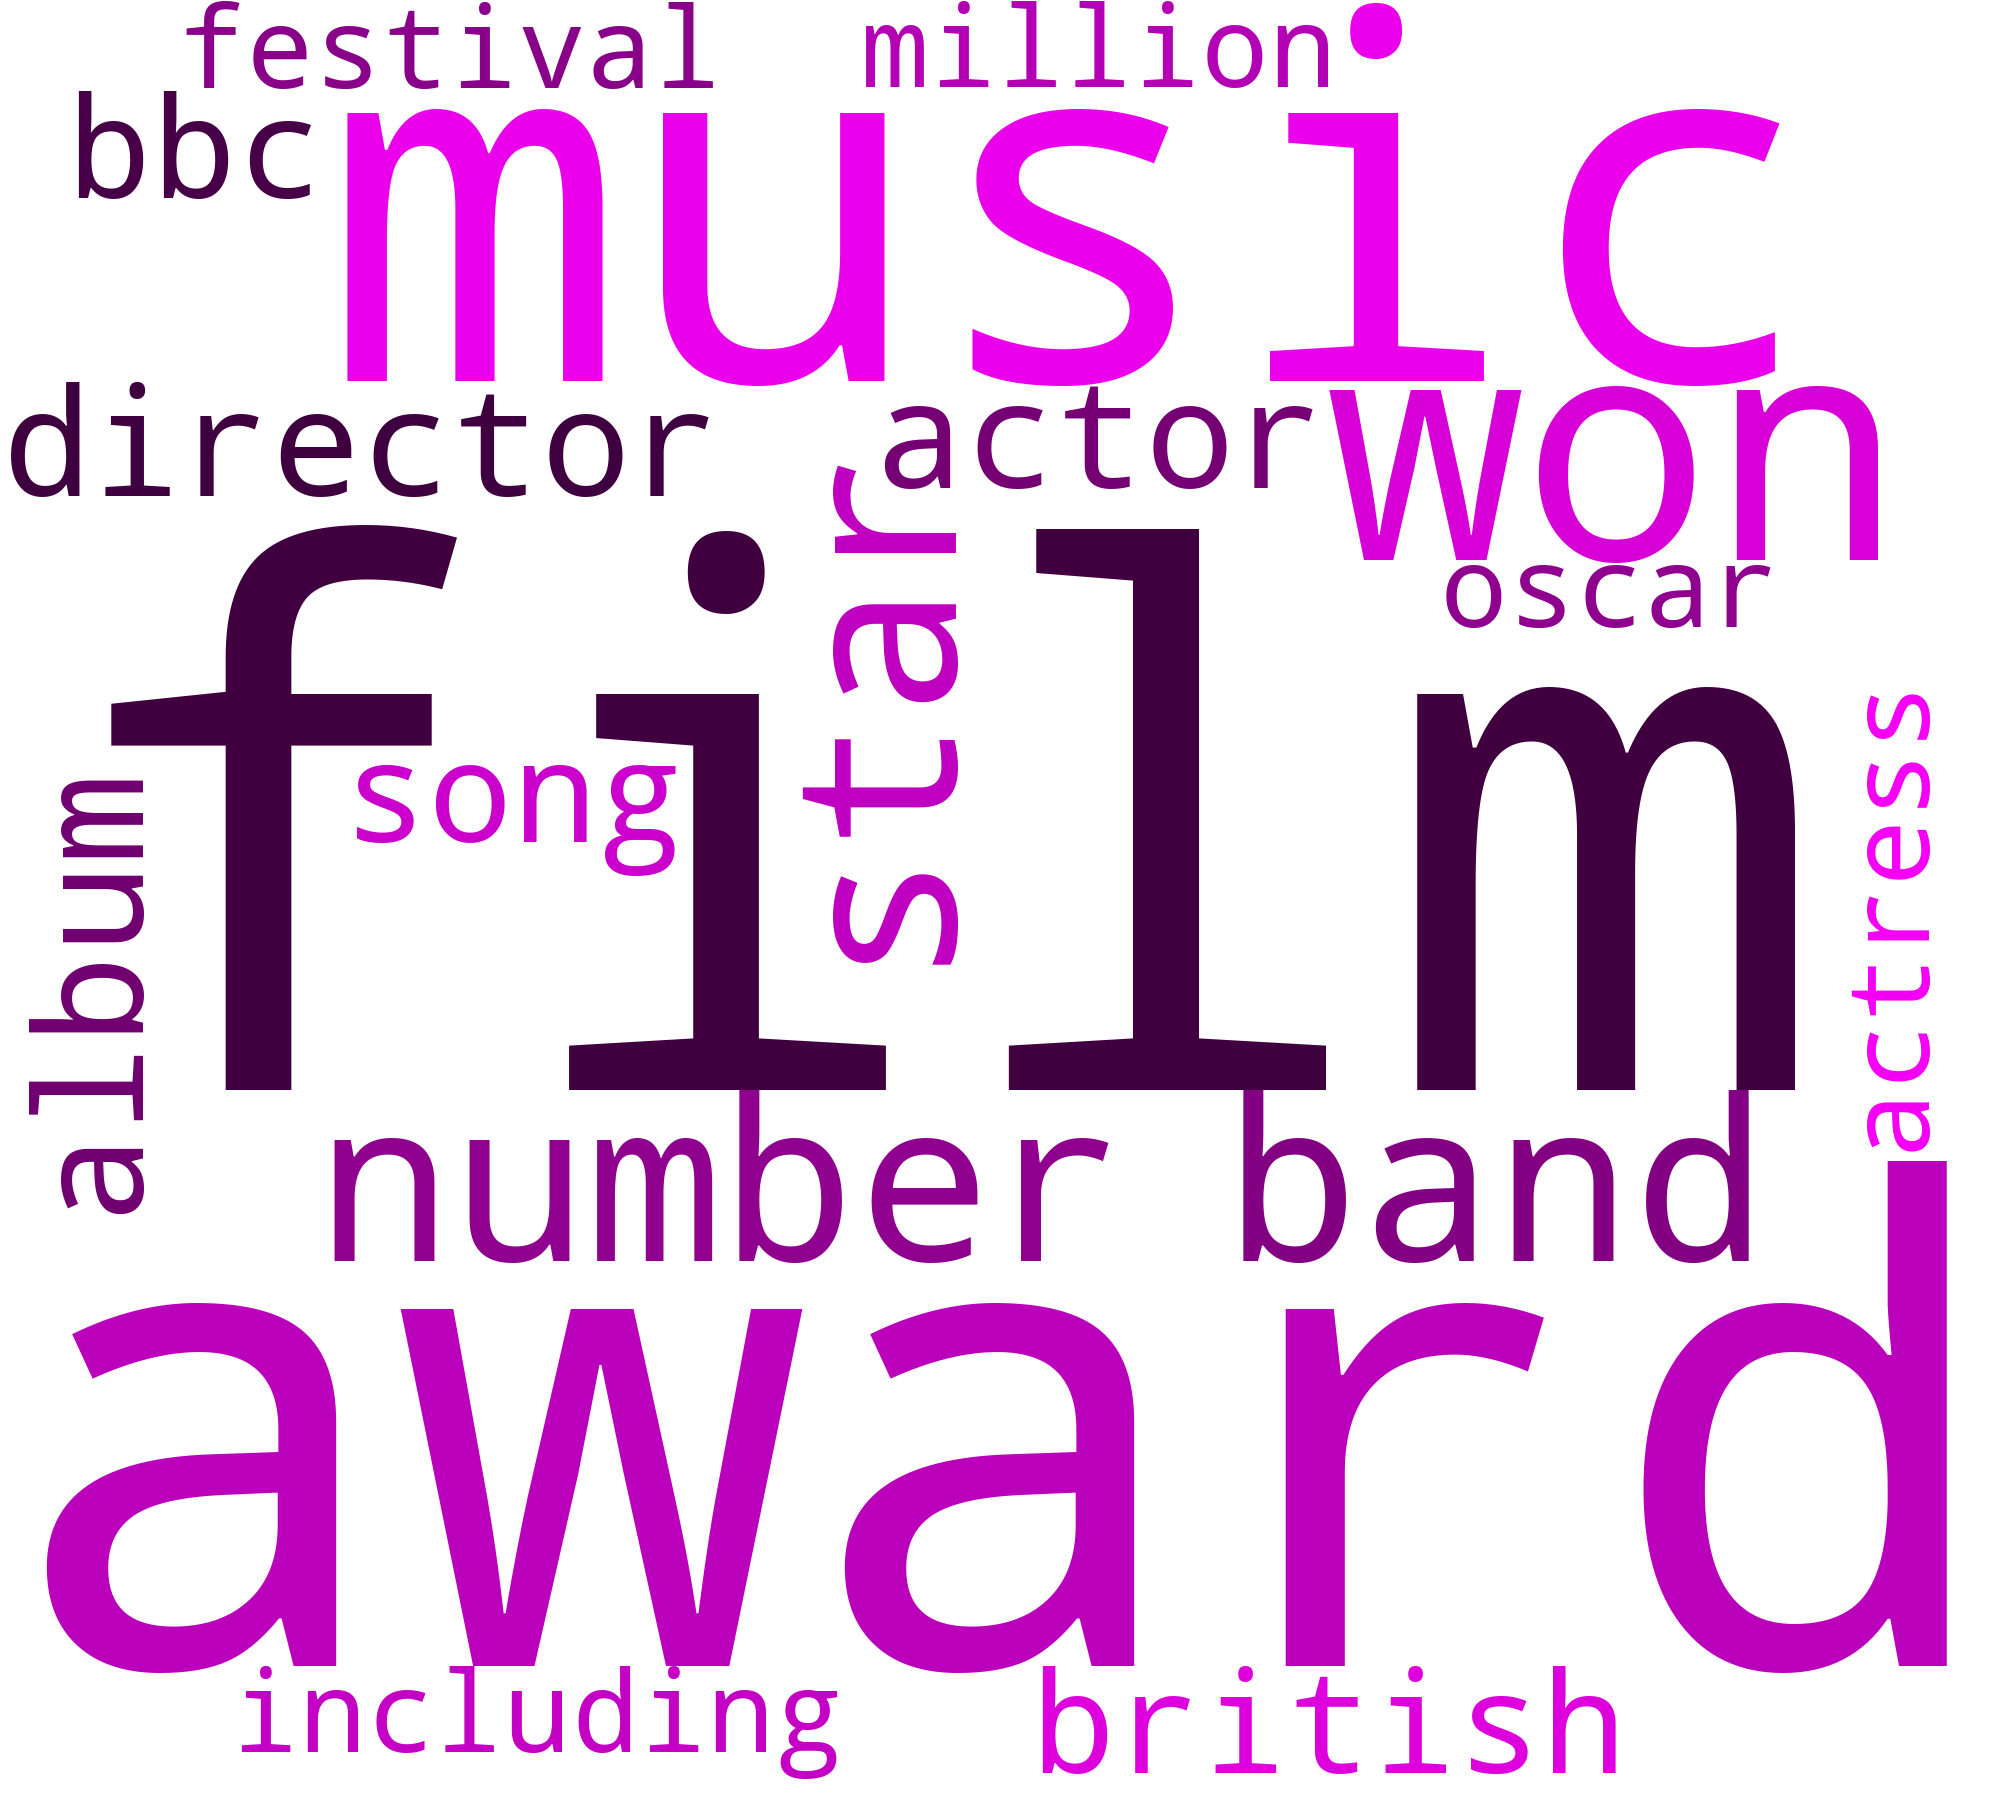 festival million
bbc music
director actor won
oscar
film
star
song
album
actress
number band
award
including british